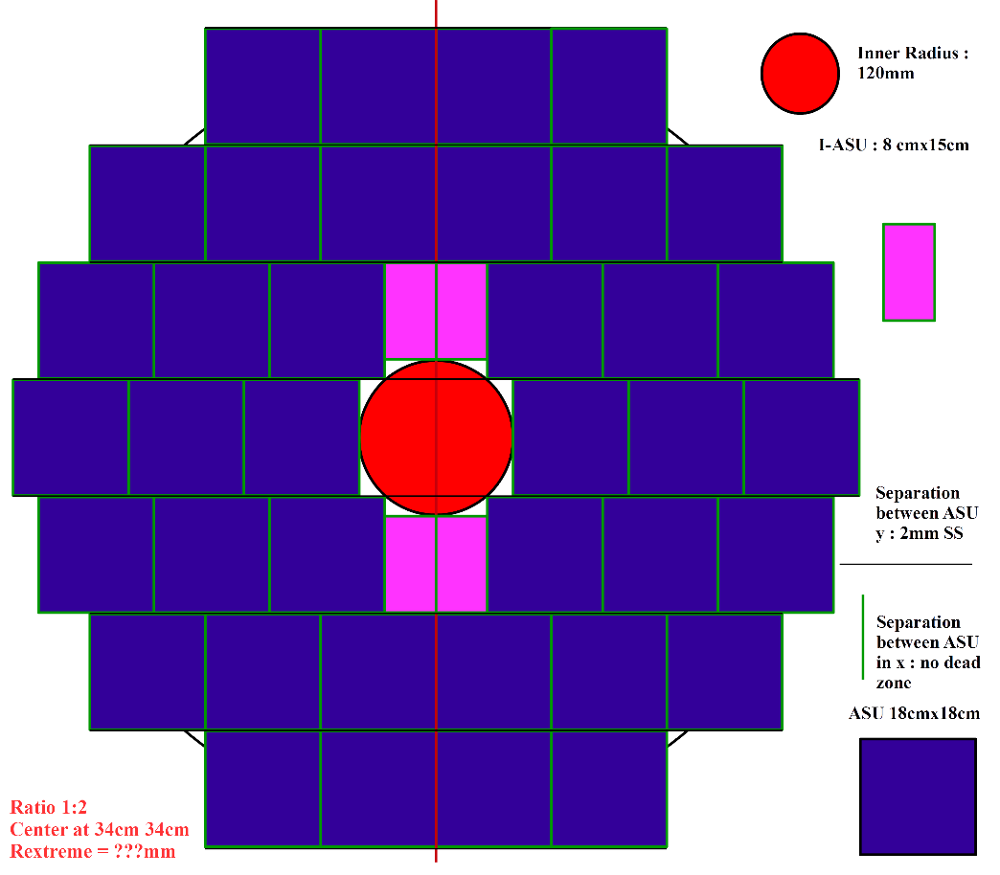 Inner Radius :
120mm
I-ASU : 8 cmx15cm
Separation
between ASU
y : 2mm SS
Separation
between ASU
in x : no dead
zone
ASU 18cmx18cm
Ratio 1:2
Center at 34cm 34cm
Rextreme = ???mm